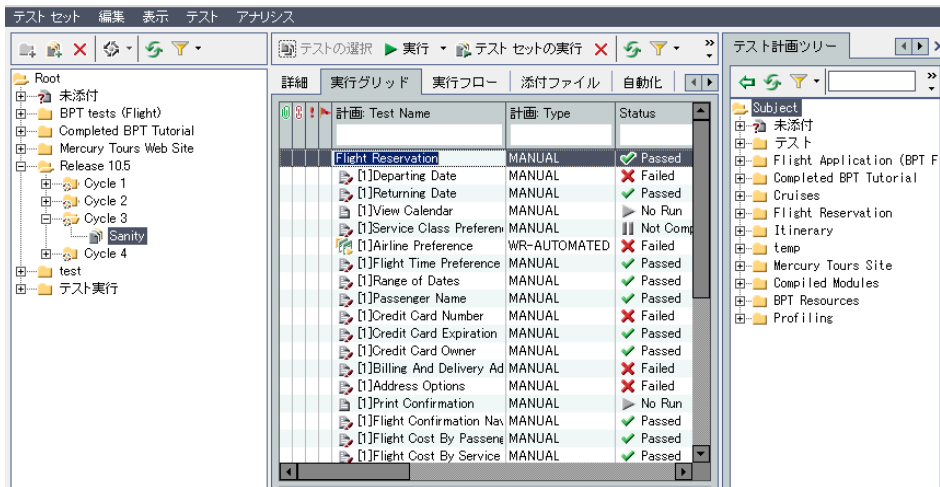 テスト セット 編集 表示 テスト アナリシス
テストの選択 実行 テスト セットの実行
テスト計画ツリー
Root
未添付
BPT tests (Flight)
Completed BPT Tutorial
Mercury Tours Web Site
Release 10.5
Cycle 1
Cycle 2
Cycle 3
Sanity
Cycle 4
test
テスト実行
詳細 実行グリッド 実行フロー 添付ファイル 自動化
計画: Test Name 計画: Type Status
Flight Reservation MANUAL Passed
[1]Departing Date MANUAL Failed
[1]Returning Date MANUAL Passed
[1]View Calendar MANUAL No Run
[1]Service Class Preferen MANUAL Not Comp
[1]Airline Preference WR-AUTOMATED Failed
[1]Flight Time Preference MANUAL Passed
[1]Range of Dates MANUAL Passed
[1]Passenger Name MANUAL Passed
[1]Credit Card Number MANUAL Failed
[1]Credit Card Expiration MANUAL Passed
[1]Credit Card Owner MANUAL Passed
[1]Billing And Delivery Ad MANUAL Failed
[1]Address Options MANUAL Failed
[1]Print Confirmation MANUAL No Run
[1]Flight Confirmation Nav MANUAL Passed
[1]Flight Cost By Passeng MANUAL Passed
[1]Flight Cost By Service MANUAL Passed
Subject
未添付
テスト
Flight Application (BPT F
Completed BPT Tutorial
Cruises
Flight Reservation
Itinerary
temp
Mercury Tours Site
Compiled Modules
BPT Resources
Profiling